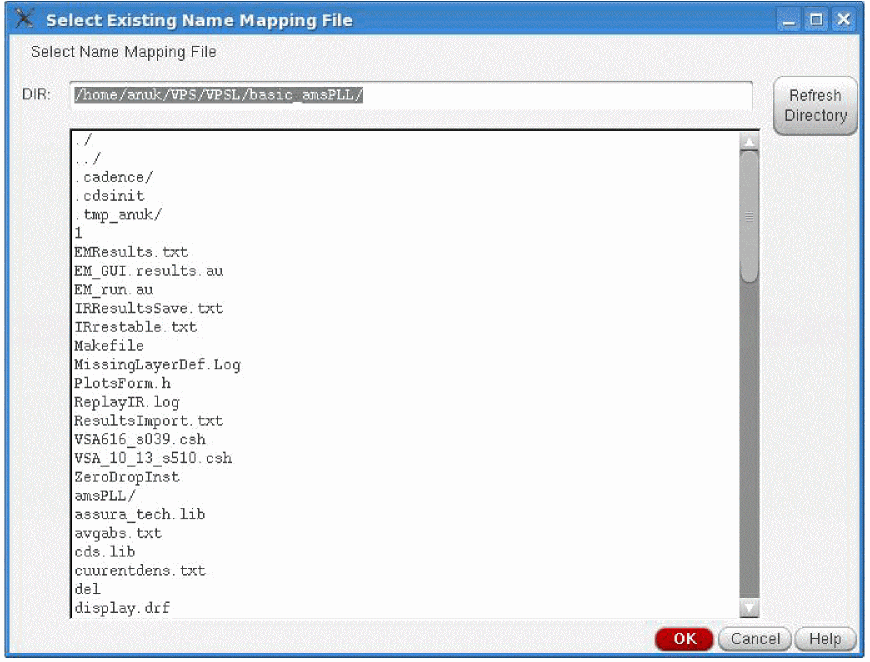 Select Existing Name Mapping File
Select Name Mapping File
DIR: /home/anuk/VPS/VPSL/basic_amsPLL/
Refresh
Directory
./
../
.cadence/
.cdsinit
.tmp_anuk/
1
EMResults.txt
EM_GUI.results.au
EM_run.au
IRResultsSave.txt
IRrestable.txt
Makefile
MissingLayerDef.Log
PlotsForm.h
ReplayIR.log
ResultsImport.txt
VSA616_s039.csh
VSA_10_13_s510.csh
ZeroDropInst
amsPLL/
assura_tech.lib
avgabs.txt
cds.lib
cuurentdens.txt
del
display.drf
OK Cancel Help